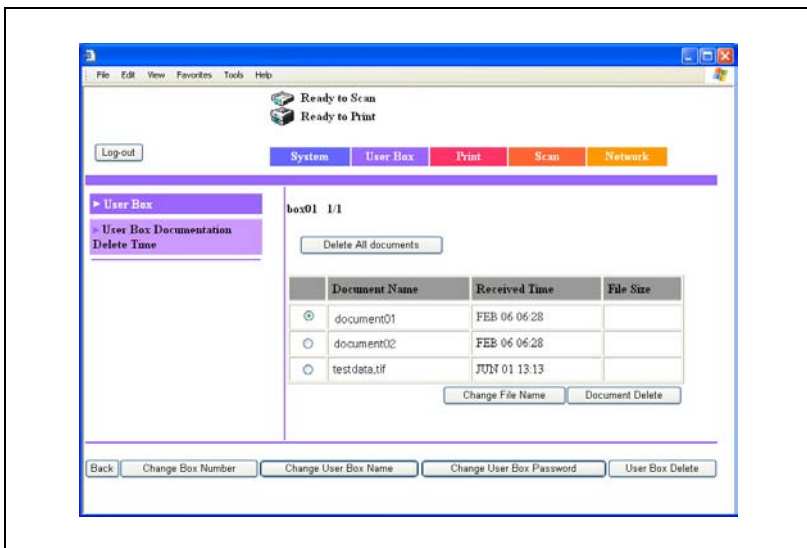 File Edit View Favorites Tools Help
Ready to Scan
Ready to Print
Log-out
System User Box Print Scan Network
User Box
User Box Documentation
Delete Time
box01 1/1
Delete All documents
Document Name Received Time File Size
document01 FEB 06 06:28
document02 FEB 06 06:28
testdata.tif JUN 01 13:13
Change File Name Document Delete
Back Change Box Number Change User Box Name Change User Box Password User Box Delete